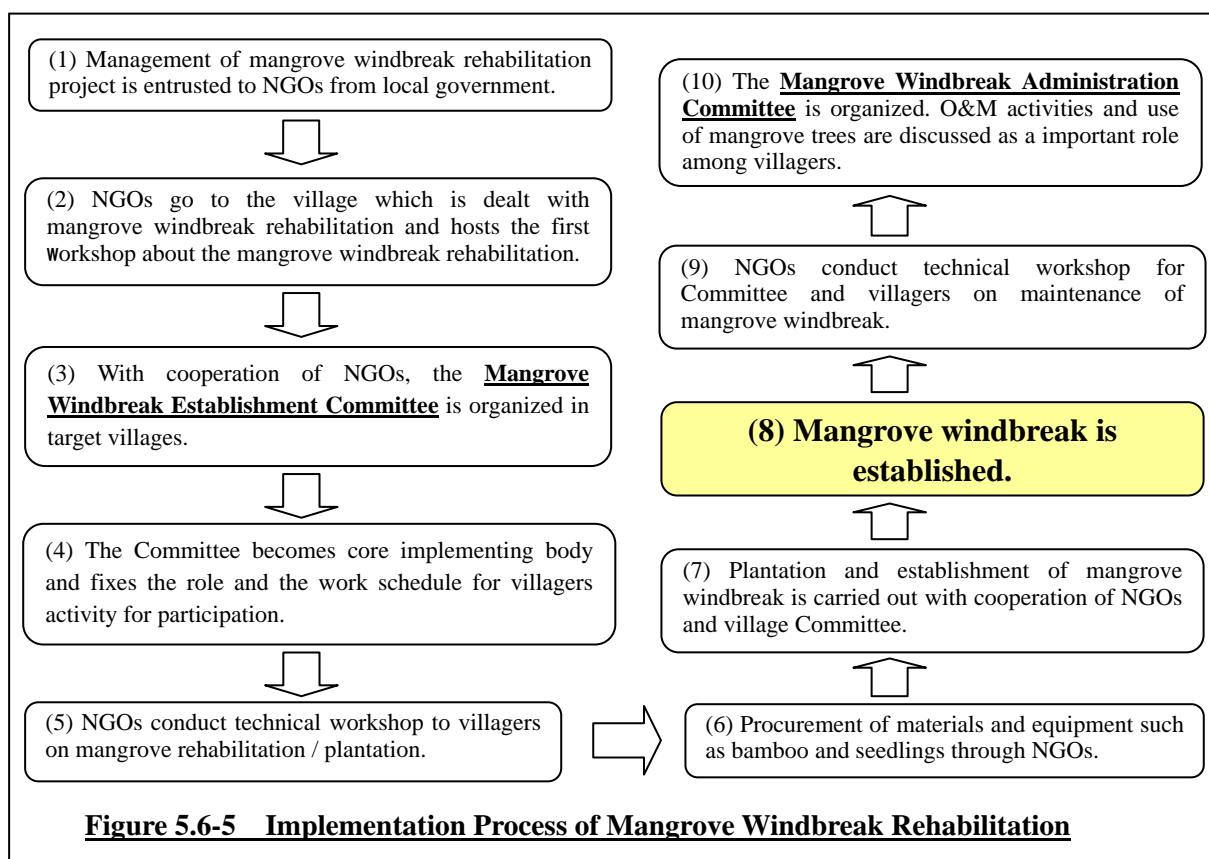 (1) Management of mangrove windbreak rehabilitation
project is entrusted to NGOs from local government.
(2) NGOs go to the village which is dealt with
mangrove windbreak rehabilitation and hosts the first
workshop about the mangrove windbreak rehabilitation.
(3) With cooperation of NGOs, the Mangrove
Windbreak Establishment Committee is organized in
target villages.
(4) The Committee becomes core implementing body
and fixes the role and the work schedule for villagers
activity for participation.
(5) NGOs conduct technical workshop to villagers
on mangrove rehabilitation / plantation.
(6) Procurement of materials and equipment such
as bamboo and seedlings through NGOs.
(7) Plantation and establishment of mangrove
windbreak is carried out with cooperation of NGOs
and village Committee.
(8) Mangrove windbreak is
established.
(9) NGOs conduct technical workshop for
Committee and villagers on maintenance of
mangrove windbreak.
(10) The Mangrove Windbreak Administration
Committee is organized. O&M activities and use
of mangrove trees are discussed as a important role
among villagers.
Figure 5.6-5 Implementation Process of Mangrove Windbreak Rehabilitation